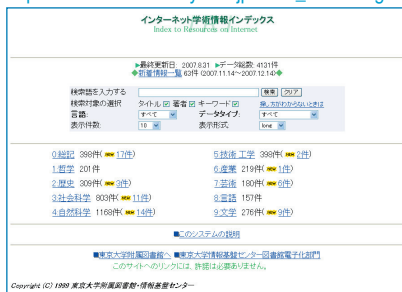 インターネット学術情報インデックス
Index to Resources on Internet
▶最終更新日: 2007.8.31 ▶データ総数: 4131件
◆新着情報一覧 63件 (2007.11.14～2007.12.14)◆
検索語を入力する 検索 クリア
検索対象の選択 タイトル 著者 キーワード 探し方がわからないときは
言語: すべて データタイプ: すべて
表示件数: 10 表示形式: long
0:総記 398件( new 17件)
1:哲学 201件
2:歴史 309件( new 3件)
3:社会科学 803件( new 11件)
4:自然科学 1168件( new 14件)
5:技術 工学 398件( new 2件)
6:産業 219件( new 1件)
7:芸術 180件( new 6件)
8:言語 157件
9:文学 276件( new 9件)
■このシステムの説明
■東京大学附属図書館へ ■東京大学情報基盤センター図書館電子化部門
このサイトへのリンクには、許諾は必要ありません。
Copyright (C) 1999 東京大学附属図書館・情報基盤センター